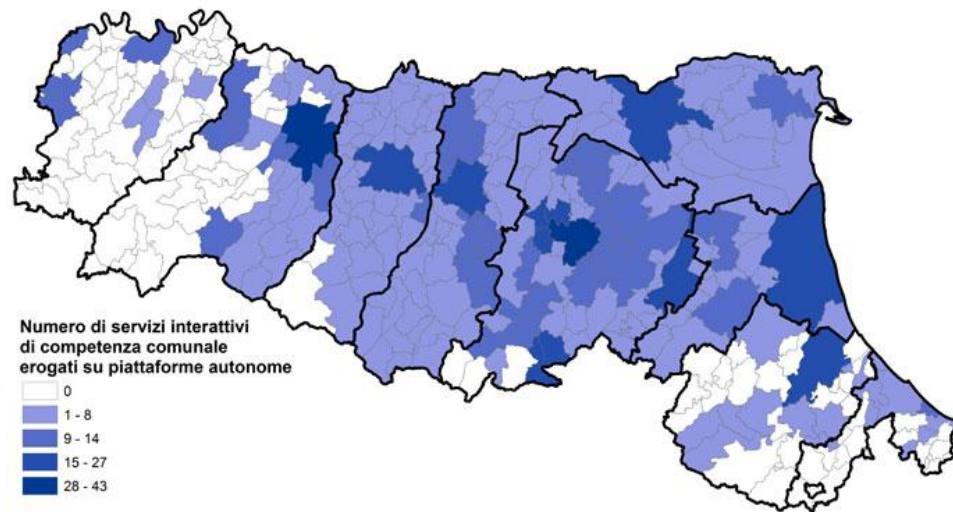 Numero di servizi interattivi
di competenza comunale
erogati su piattaforme autonome
0
1 - 8
9 - 14
15 - 27
28 - 43